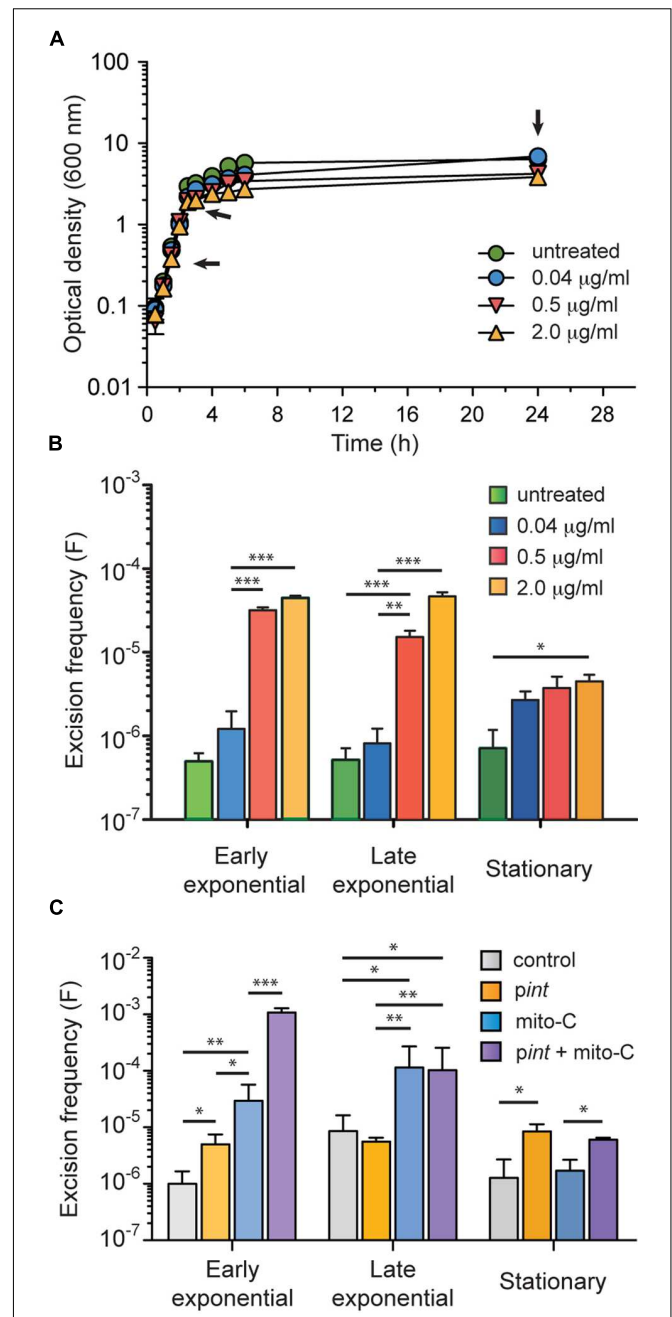 A
Optical density (600 nm)
100
10
1
0.1
0.01
0 4 8 12 16 20 24 28
Time (h)
untreated
0.04 μg/ml
0.5 μg/ml
2.0 μg/ml
B
Excision frequency (F)
10-3
10-4
10-5
10-6
10-7
*** *** *** *** ** *
untreated
0.04 μg/ml
0.5 μg/ml
2.0 μg/ml
Early
exponential
Late
exponential
Stationary
C
Excision frequency (F)
10-2
10-3
10-4
10-5
10-6
10-7
* ** * *** * * ** ** * *
control
pint
mito-C
pint + mito-C
Early
exponential
Late
exponential
Stationary